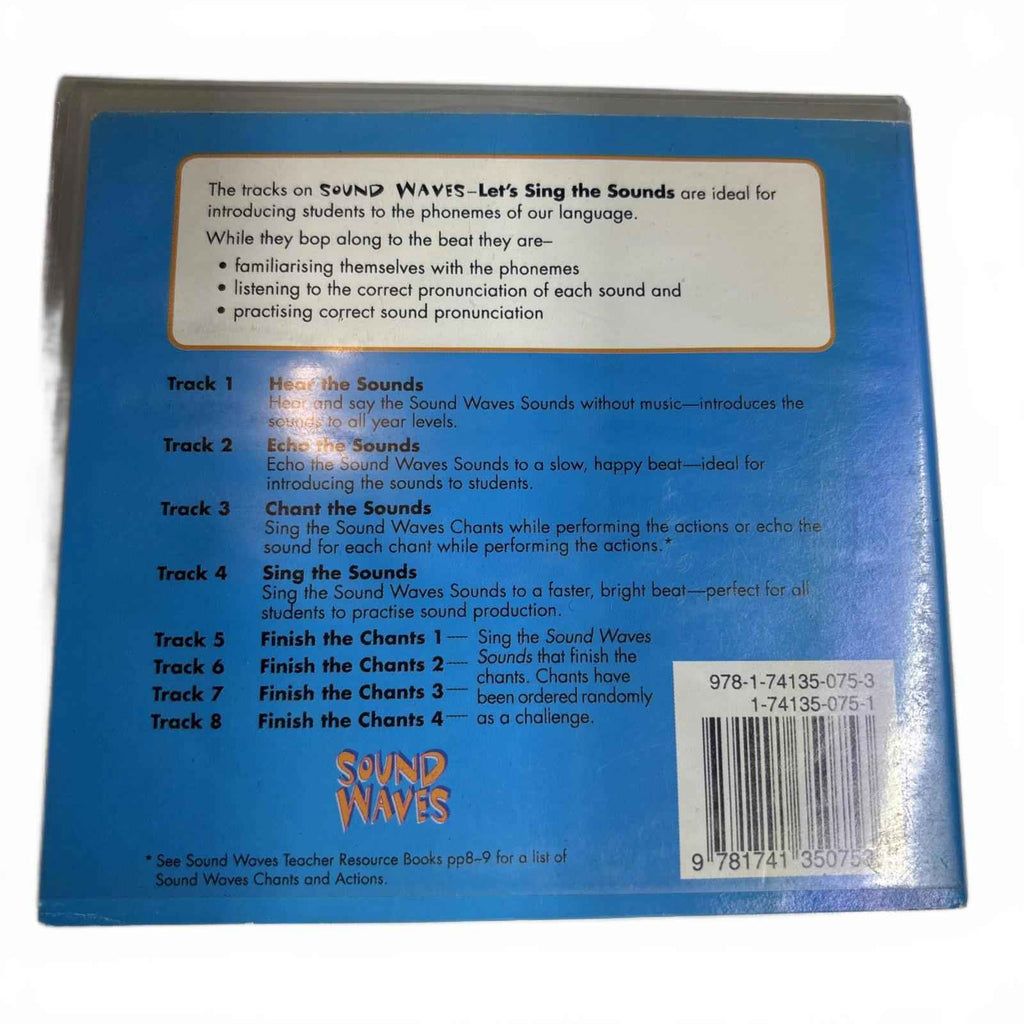 The tracks on SOUND WAVES–Let's Sing the Sounds are ideal for
introducing students to the phonemes of our language.
While they bop along to the beat they are–
• familiarising themselves with the phonemes
• listening to the correct pronunciation of each sound and
• practising correct sound pronunciation
Track 1 Hear the Sounds
Hear and say the Sound Waves Sounds without music—introduces the
sounds to all year levels.
Track 2 Echo the Sounds
Echo the Sound Waves Sounds to a slow, happy beat—ideal for
introducing the sounds to students.
Track 3 Chant the Sounds
Sing the Sound Waves Chants while performing the actions or echo the
sound for each chant while performing the actions.*
Track 4 Sing the Sounds
Sing the Sound Waves Sounds to a faster, bright beat—perfect for all
students to practise sound production.
Track 5 Finish the Chants 1—
Track 6 Finish the Chants 2—
Track 7 Finish the Chants 3—
Track 8 Finish the Chants 4—
Sing the Sound Waves
Sounds that finish the
chants. Chants have
been ordered randomly
as a challenge.
978-1-74135-075-3
1-74135-075-1
9 781741 350753
SOUND
WAVES
* See Sound Waves Teacher Resource Books pp8–9 for a list of
Sound Waves Chants and Actions.